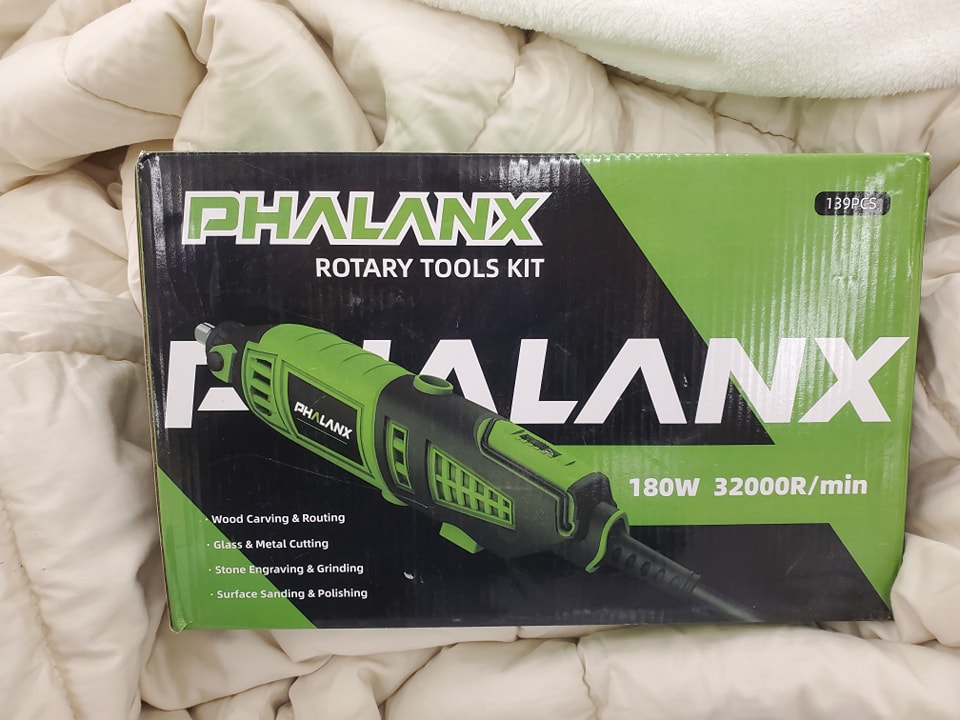 PHALANX
ROTARY TOOLS KIT
139PCS
PHALANX
PHALANX
180W 32000R/min
· Wood Carving & Routing
· Glass & Metal Cutting
· Stone Engraving & Grinding
· Surface Sanding & Polishing